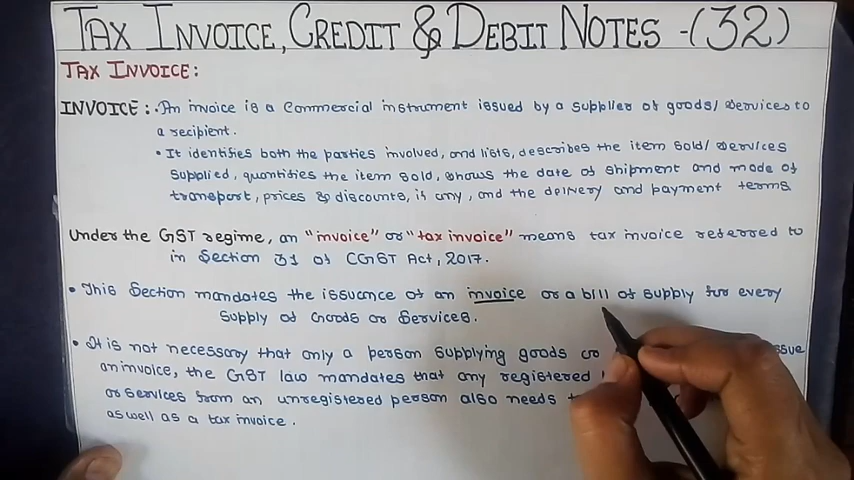 TAX INVOICE, CREDIT & DEBIT NOTES -(32)
TAX INVOICE:
INVOICE: • An invoice is a commercial instrument issued by a supplier of goods/services to
a recipient.
• It identifies both the parties involved, and lists, describes the item sold/services
supplied, quantities the item sold, shows the date of shipment and mode of
transport, prices & discounts, if any, and the delivery and payment terms
Under the GST regime, an "invoice" or "tax invoice" means tax invoice referred to
in Section 31 of CGST Act, 2017.
• This Section mandates the issuance of an invoice or a bill of supply for every
supply of Goods or Services.
• It is not necessary that only a person supplying goods or issue
an invoice, the GST law mandates that any registered
or services from an unregistered person also needs
as well as a tax invoice.